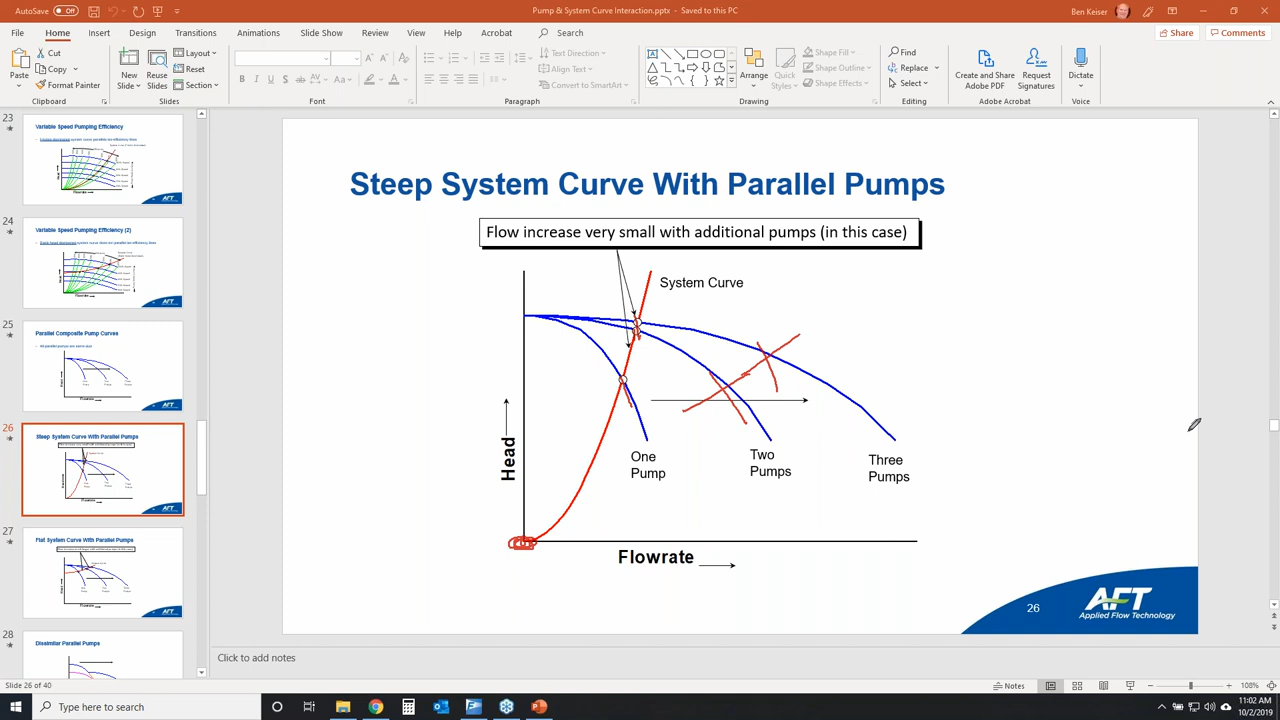 AutoSave Off
Pump & System Curve Interaction.pptx - Saved to this PC
Ben Keiser
File Home Insert Design Transitions Animations Slide Show Review View Help Acrobat Search
Share Comments
Paste
Cut
Copy
Format Painter
Clipboard
New Slide
Reuse Slides
Layout
Reset
Section
Slides
Font
Text Direction
Align Text
Convert to SmartArt
Paragraph
Arrange
Quick Styles
Shape Fill
Shape Outline
Shape Effects
Drawing
Find
Replace
Select
Editing
Create and Share Adobe PDF
Request Signatures
Adobe Acrobat
Dictate
Voice
23
Variable Speed Pumping Efficiency
24
Variable Speed Pumping Efficiency (2)
25
Parallel Composite Pump Curves
All parallel pumps are same size
26
Steep System Curve With Parallel Pumps
27
Flat System Curve With Parallel Pumps
28
Dissimilar Parallel Pumps
Steep System Curve With Parallel Pumps
Flow increase very small with additional pumps (in this case)
System Curve
Head
One Pump
Two Pumps
Three Pumps
Flowrate
26
AFT
Applied Flow Technology
Click to add notes
Slide 26 of 40
Notes
108%
Type here to search
11:02 AM
10/2/2019